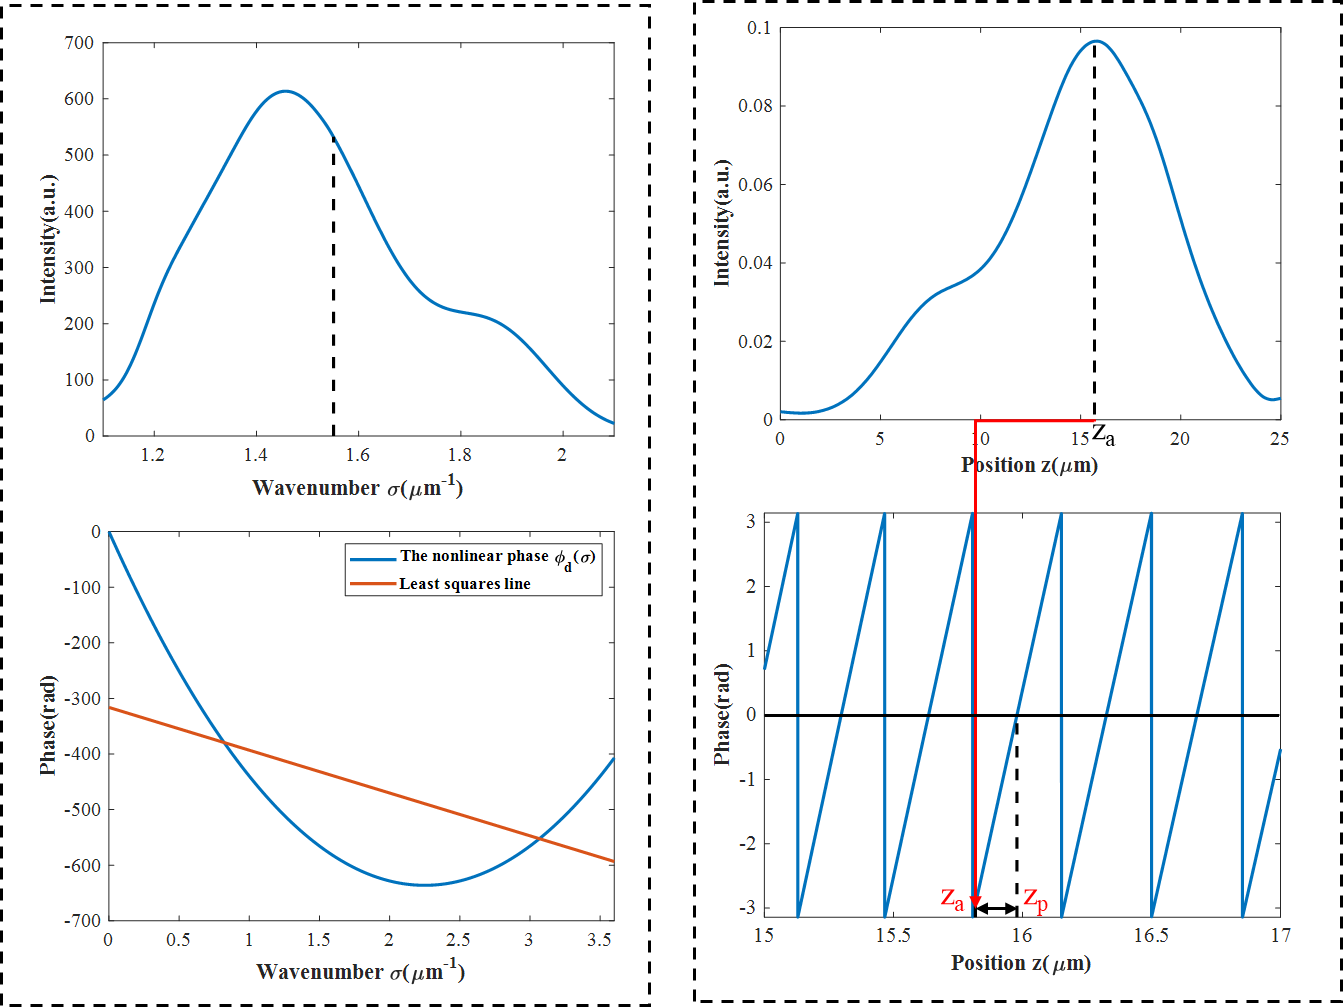 700
600
500
400
300
200
100
0
1.2 1.4 1.6 1.8 2
Intensity(a.u.)
Wavenumber σ(μm⁻¹)
0
-100
-200
-300
-400
-500
-600
-700
0 0.5 1 1.5 2 2.5 3 3.5
Phase(rad)
Wavenumber σ(μm⁻¹)
The nonlinear phase ϕd(σ)
Least squares line
0.1
0.08
0.06
0.04
0.02
0
0 5 10 15 za 20 25
Intensity(a.u.)
Position z(μm)
3
2
1
0
-1
-2
-3
za zp
15 15.5 16 16.5 17
Phase(rad)
Position z(μm)